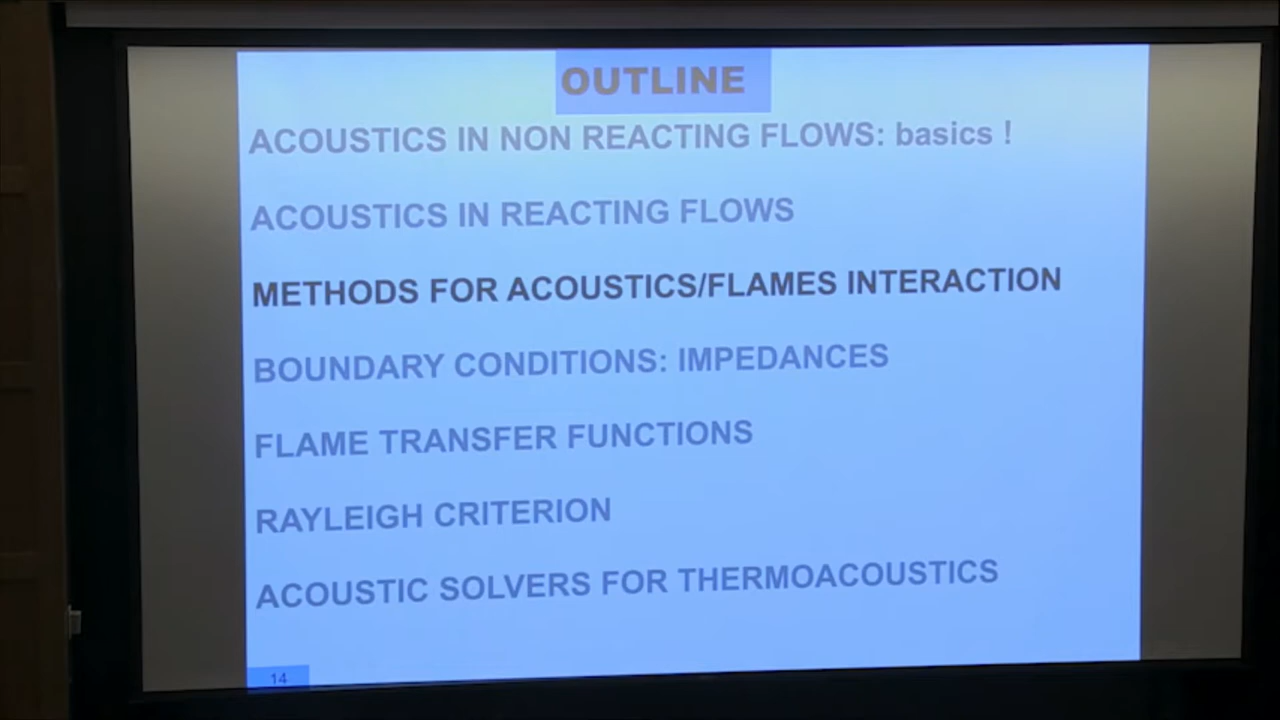 OUTLINE
ACOUSTICS IN NON REACTING FLOWS: basics !
ACOUSTICS IN REACTING FLOWS
METHODS FOR ACOUSTICS/FLAMES INTERACTION
BOUNDARY CONDITIONS: IMPEDANCES
FLAME TRANSFER FUNCTIONS
RAYLEIGH CRITERION
ACOUSTIC SOLVERS FOR THERMOACOUSTICS
14